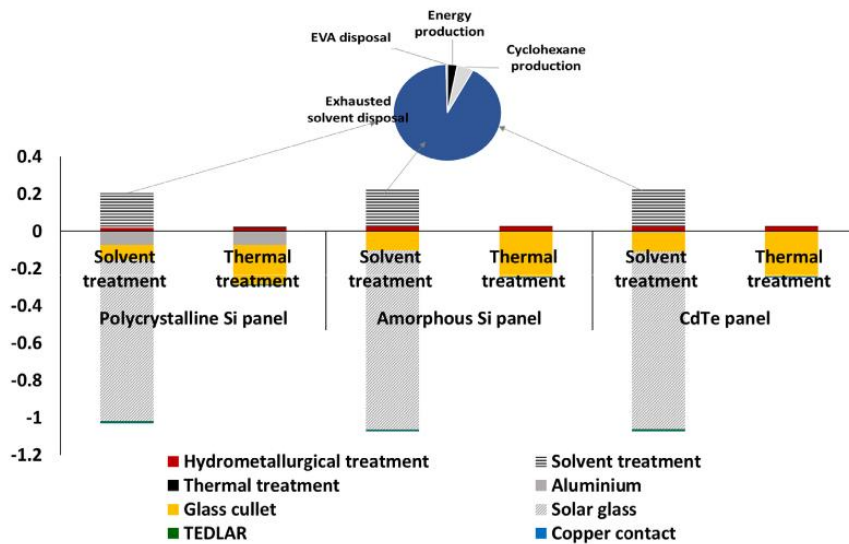 Energy
production
EVA disposal
Cyclohexane
production
Exhausted
solvent disposal
0.4
0.2
0
-0.2
-0.4
-0.6
-0.8
-1
-1.2
Solvent
treatment
Thermal
treatment
Solvent
treatment
Thermal
treatment
Solvent
treatment
Thermal
treatment
Polycrystalline Si panel
Amorphous Si panel
CdTe panel
Hydrometallurgical treatment
Solvent treatment
Thermal treatment
Aluminium
Glass cullet
Solar glass
TEDLAR
Copper contact